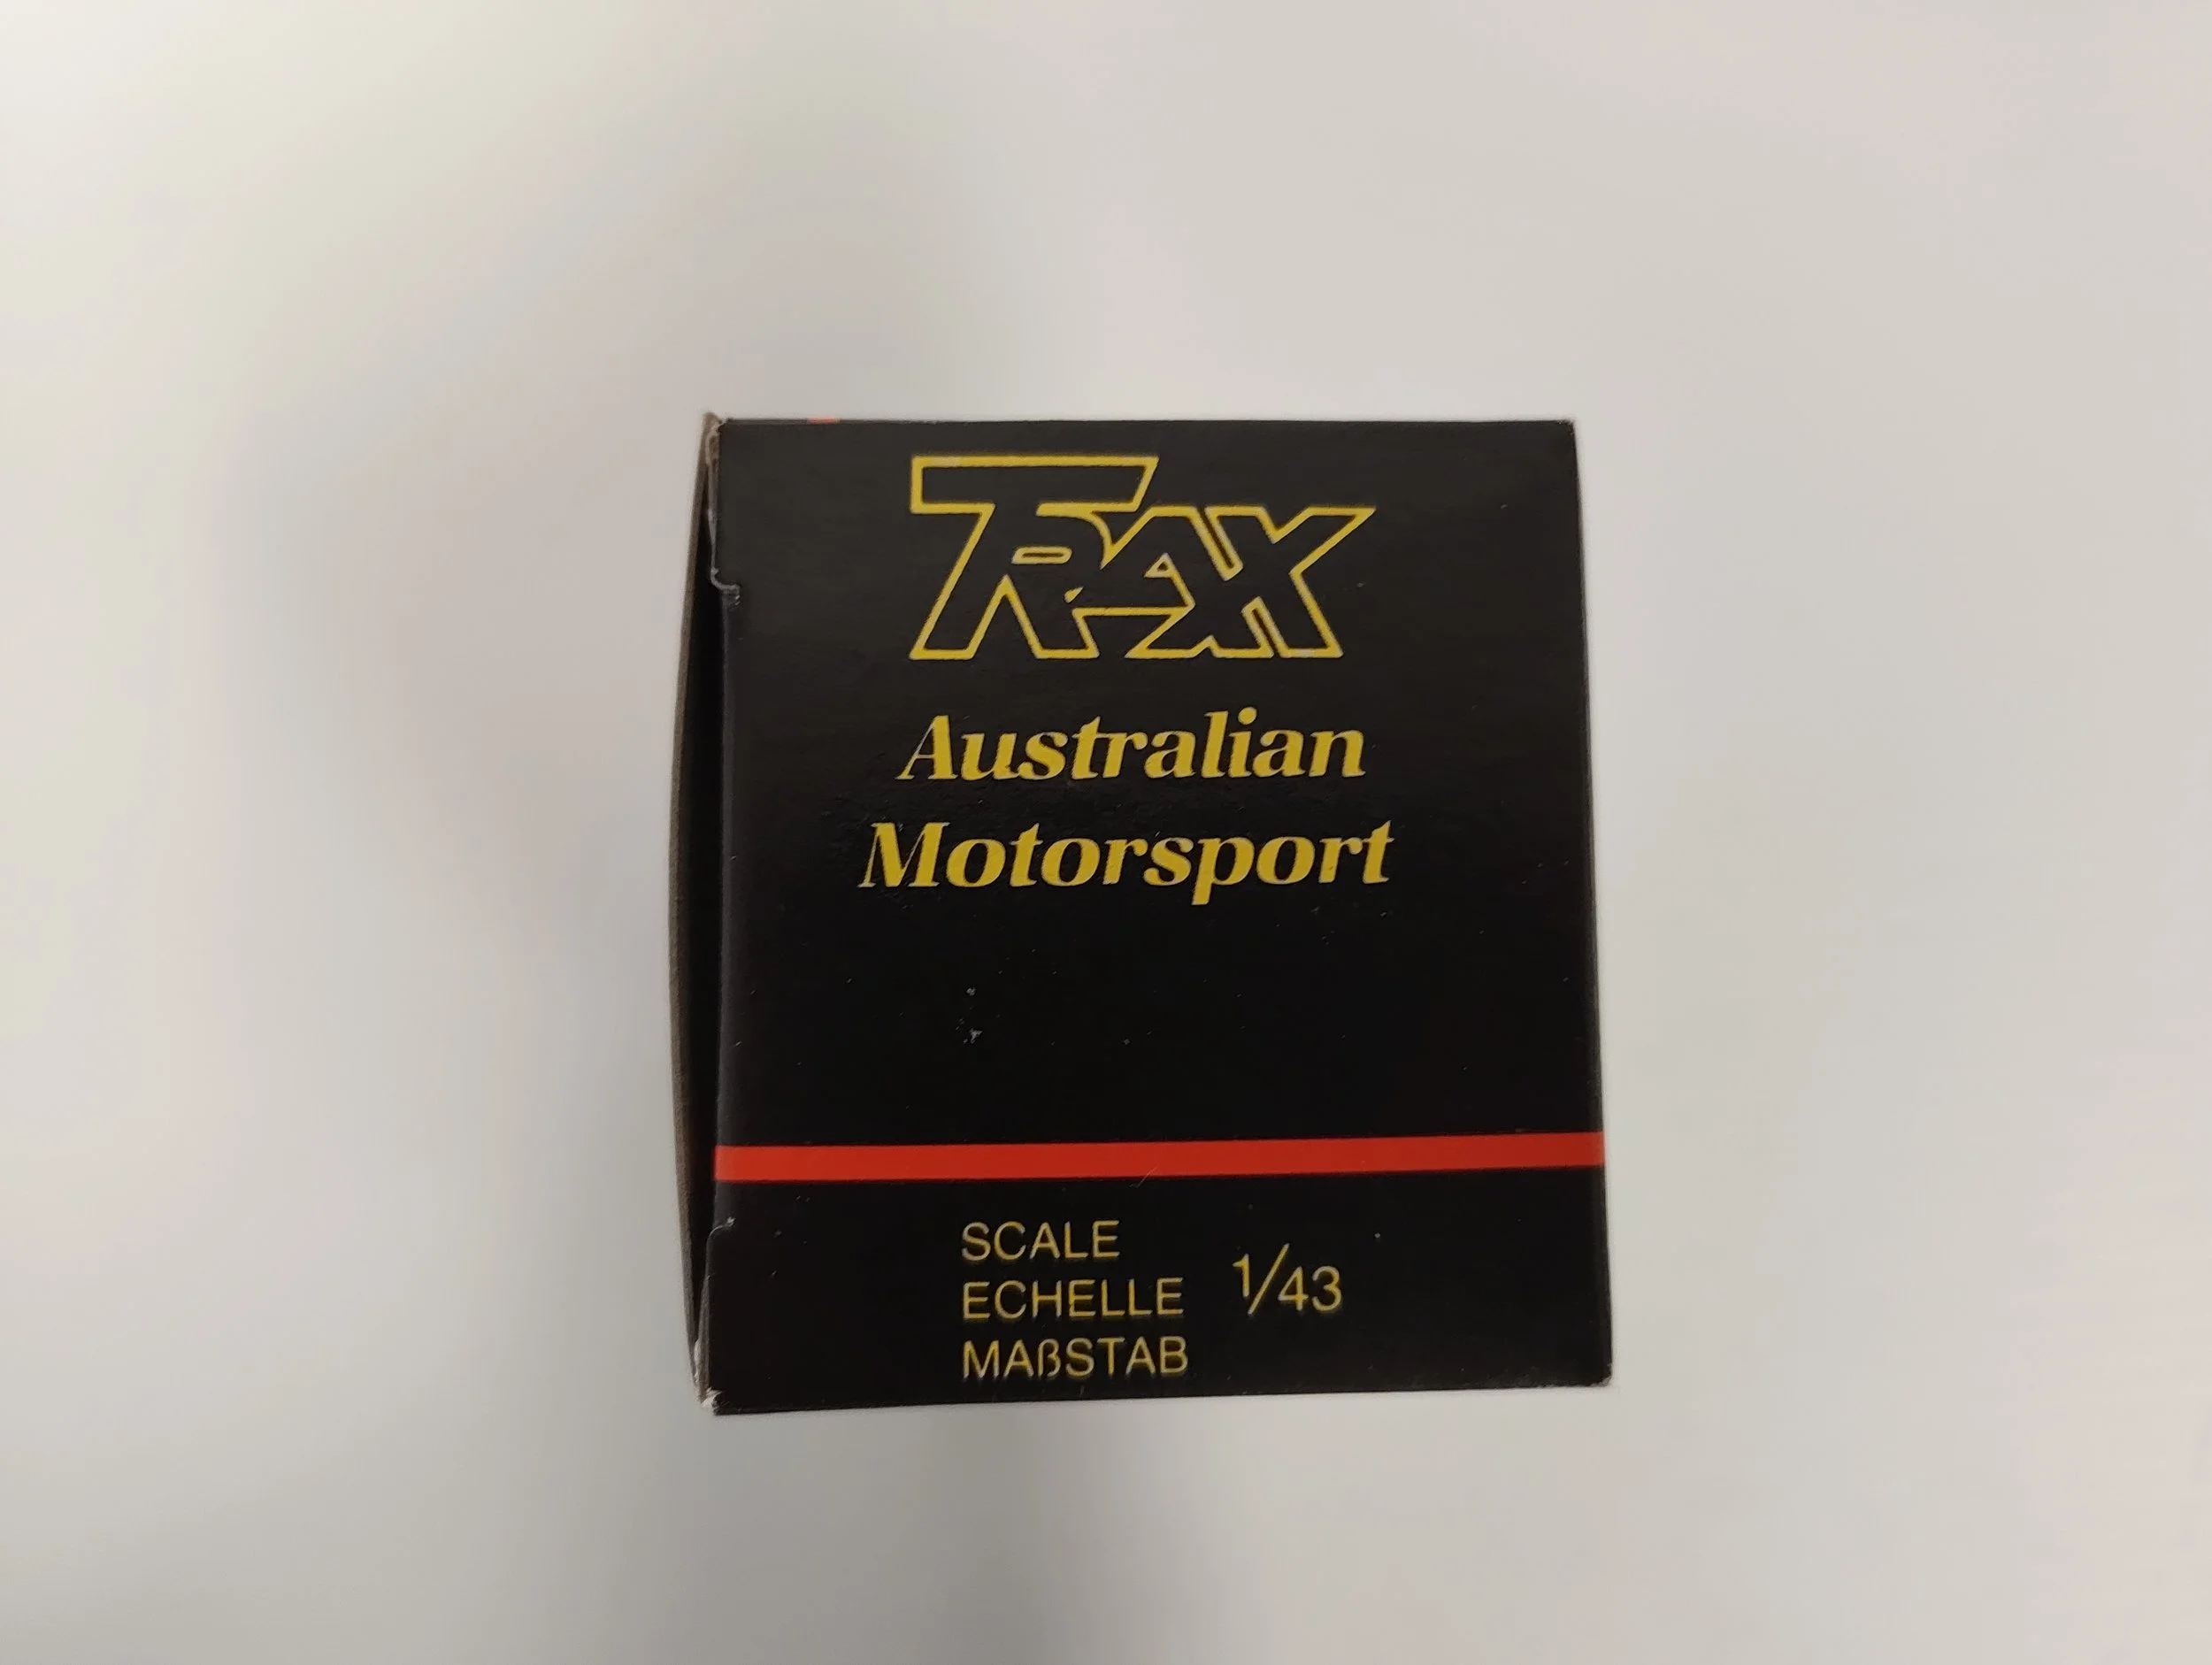 TRAX
Australian
Motorsport
SCALE
ECHELLE 1/43
MAßSTAB